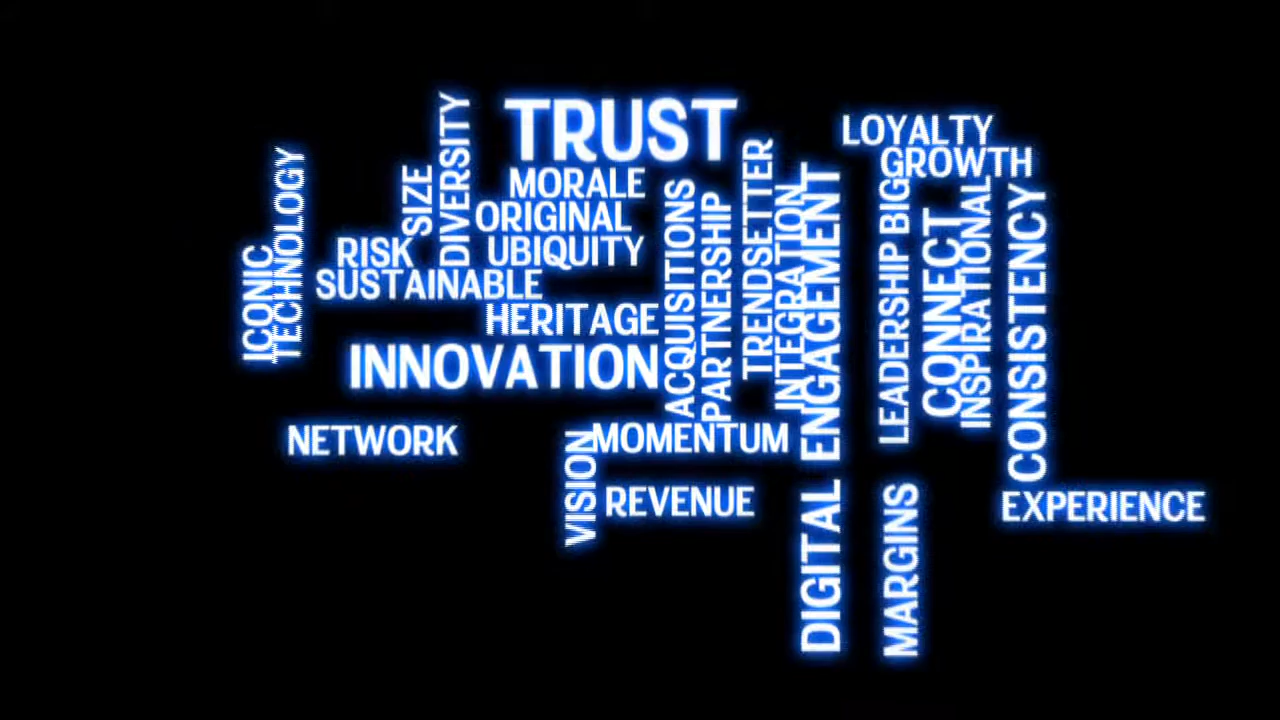 TRUST
LOYALTY
GROWTH
MORALE
ORIGINAL
SIZE
DIVERSITY
RISK
UBIQUITY
SUSTAINABLE
ICONIC
TECHNOLOGY
HERITAGE
INNOVATION
ACQUISITIONS
PARTNERSHIP
TRENDSETTER
INTEGRATION
DIGITAL ENGAGEMENT
LEADERSHIP
BIG
CONNECT
INSPIRATIONAL
CONSISTENCY
NETWORK
VISION
MOMENTUM
REVENUE
MARGINS
EXPERIENCE